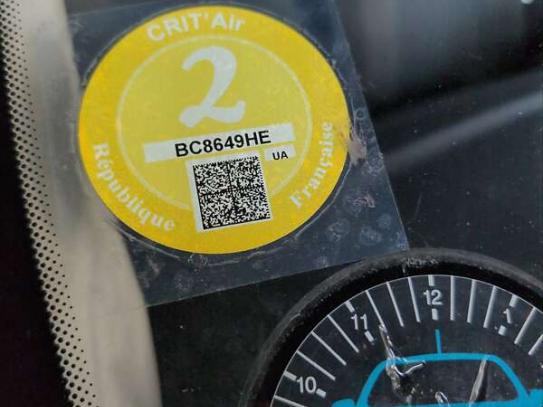 CRIT'Air
2
BC8649HE
UA
République
Française
10
11
12
1